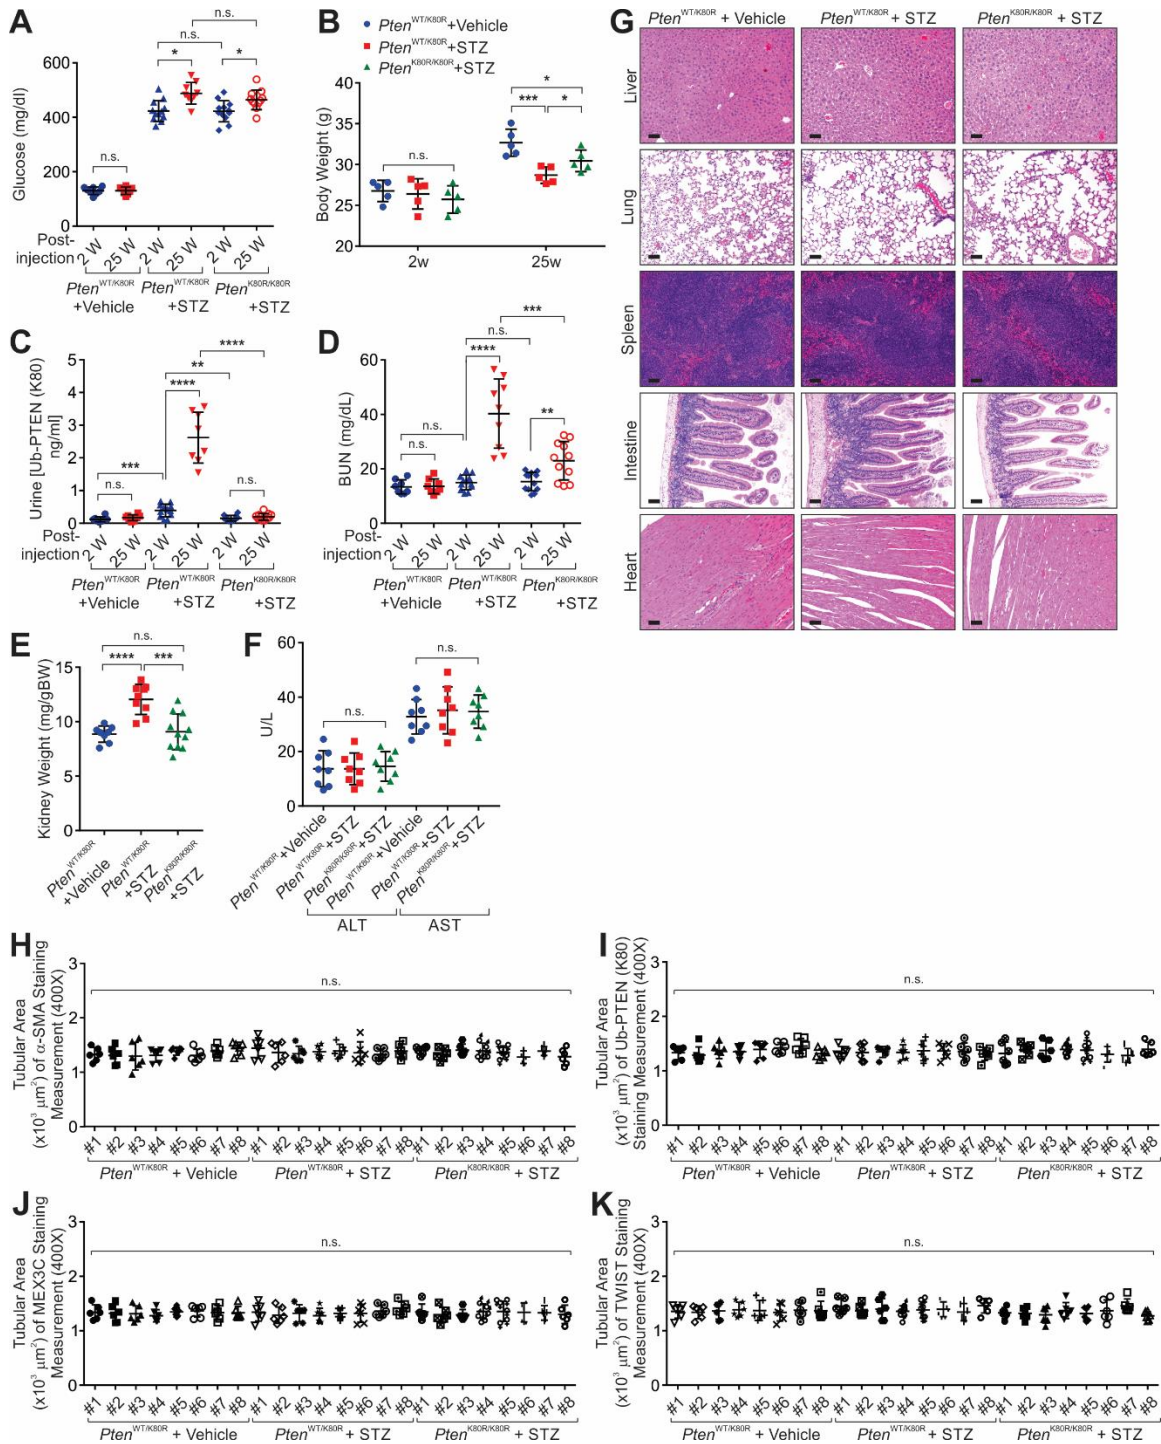 A
Glucose (mg/dl)
600
400
200
0
n.s.
n.s.
n.s.
*
*
Post-
injection
2 W
25 W
2 W
25 W
2 W
25 W
Pten^WT/K80R
+Vehicle
Pten^WT/K80R
+STZ
Pten^K80R/K80R
+STZ
B
Pten^WT/K80R+Vehicle
Pten^WT/K80R+STZ
Pten^K80R/K80R+STZ
Body Weight (g)
40
35
30
25
20
n.s.
*
***
*
2w
25w
C
Urine [Ub-PTEN (K80)
ng/ml]
5
4
3
2
1
0
****
**
****
***
n.s.
n.s.
Post-
injection
2 W
25 W
2 W
25 W
2 W
25 W
Pten^WT/K80R
+Vehicle
Pten^WT/K80R
+STZ
Pten^K80R/K80R
+STZ
D
BUN (mg/dL)
60
40
20
0
***
n.s.
****
**
n.s.
n.s.
Post-
injection
2 W
25 W
2 W
25 W
2 W
25 W
Pten^WT/K80R
+Vehicle
Pten^WT/K80R
+STZ
Pten^K80R/K80R
+STZ
E
Kidney Weight (mg/gBW)
15
10
5
0
n.s.
****
***
Pten^WT/K80R
+Vehicle
Pten^WT/K80R
+STZ
Pten^K80R/K80R
+STZ
F
U/L
60
40
20
0
n.s.
n.s.
Pten^WT/K80R+Vehicle
Pten^WT/K80R+STZ
Pten^K80R/K80R+STZ
Pten^WT/K80R+Vehicle
Pten^WT/K80R+STZ
Pten^K80R/K80R+STZ
ALT
AST
G
Pten^WT/K80R + Vehicle
Pten^WT/K80R + STZ
Pten^K80R/K80R + STZ
Liver
Lung
Spleen
Intestine
Heart
H
Tubular Area
(x10³ µm²) of α-SMA Staining
Measurement (400X)
3
2
1
0
n.s.
#1 #2 #3 #4 #5 #6 #7 #8 #1 #2 #3 #4 #5 #6 #7 #8 #1 #2 #3 #4 #5 #6 #7 #8
Pten^WT/K80R + Vehicle
Pten^WT/K80R + STZ
Pten^K80R/K80R + STZ
I
Tubular Area
(x10³ µm²) of Ub-PTEN (K80)
Staining Measurement (400X)
3
2
1
0
n.s.
#1 #2 #3 #4 #5 #6 #7 #8 #1 #2 #3 #4 #5 #6 #7 #8 #1 #2 #3 #4 #5 #6 #7 #8
Pten^WT/K80R + Vehicle
Pten^WT/K80R + STZ
Pten^K80R/K80R + STZ
J
Tubular Area
(x10³ µm²) of MEX3C Staining
Measurement (400X)
3
2
1
0
n.s.
#1 #2 #3 #4 #5 #6 #7 #8 #1 #2 #3 #4 #5 #6 #7 #8 #1 #2 #3 #4 #5 #6 #7 #8
Pten^WT/K80R + Vehicle
Pten^WT/K80R + STZ
Pten^K80R/K80R + STZ
K
Tubular Area
(x10³ µm²) of TWIST Staining
Measurement (400X)
3
2
1
0
n.s.
#1 #2 #3 #4 #5 #6 #7 #8 #1 #2 #3 #4 #5 #6 #7 #8 #1 #2 #3 #4 #5 #6 #7 #8
Pten^WT/K80R + Vehicle
Pten^WT/K80R + STZ
Pten^K80R/K80R + STZ